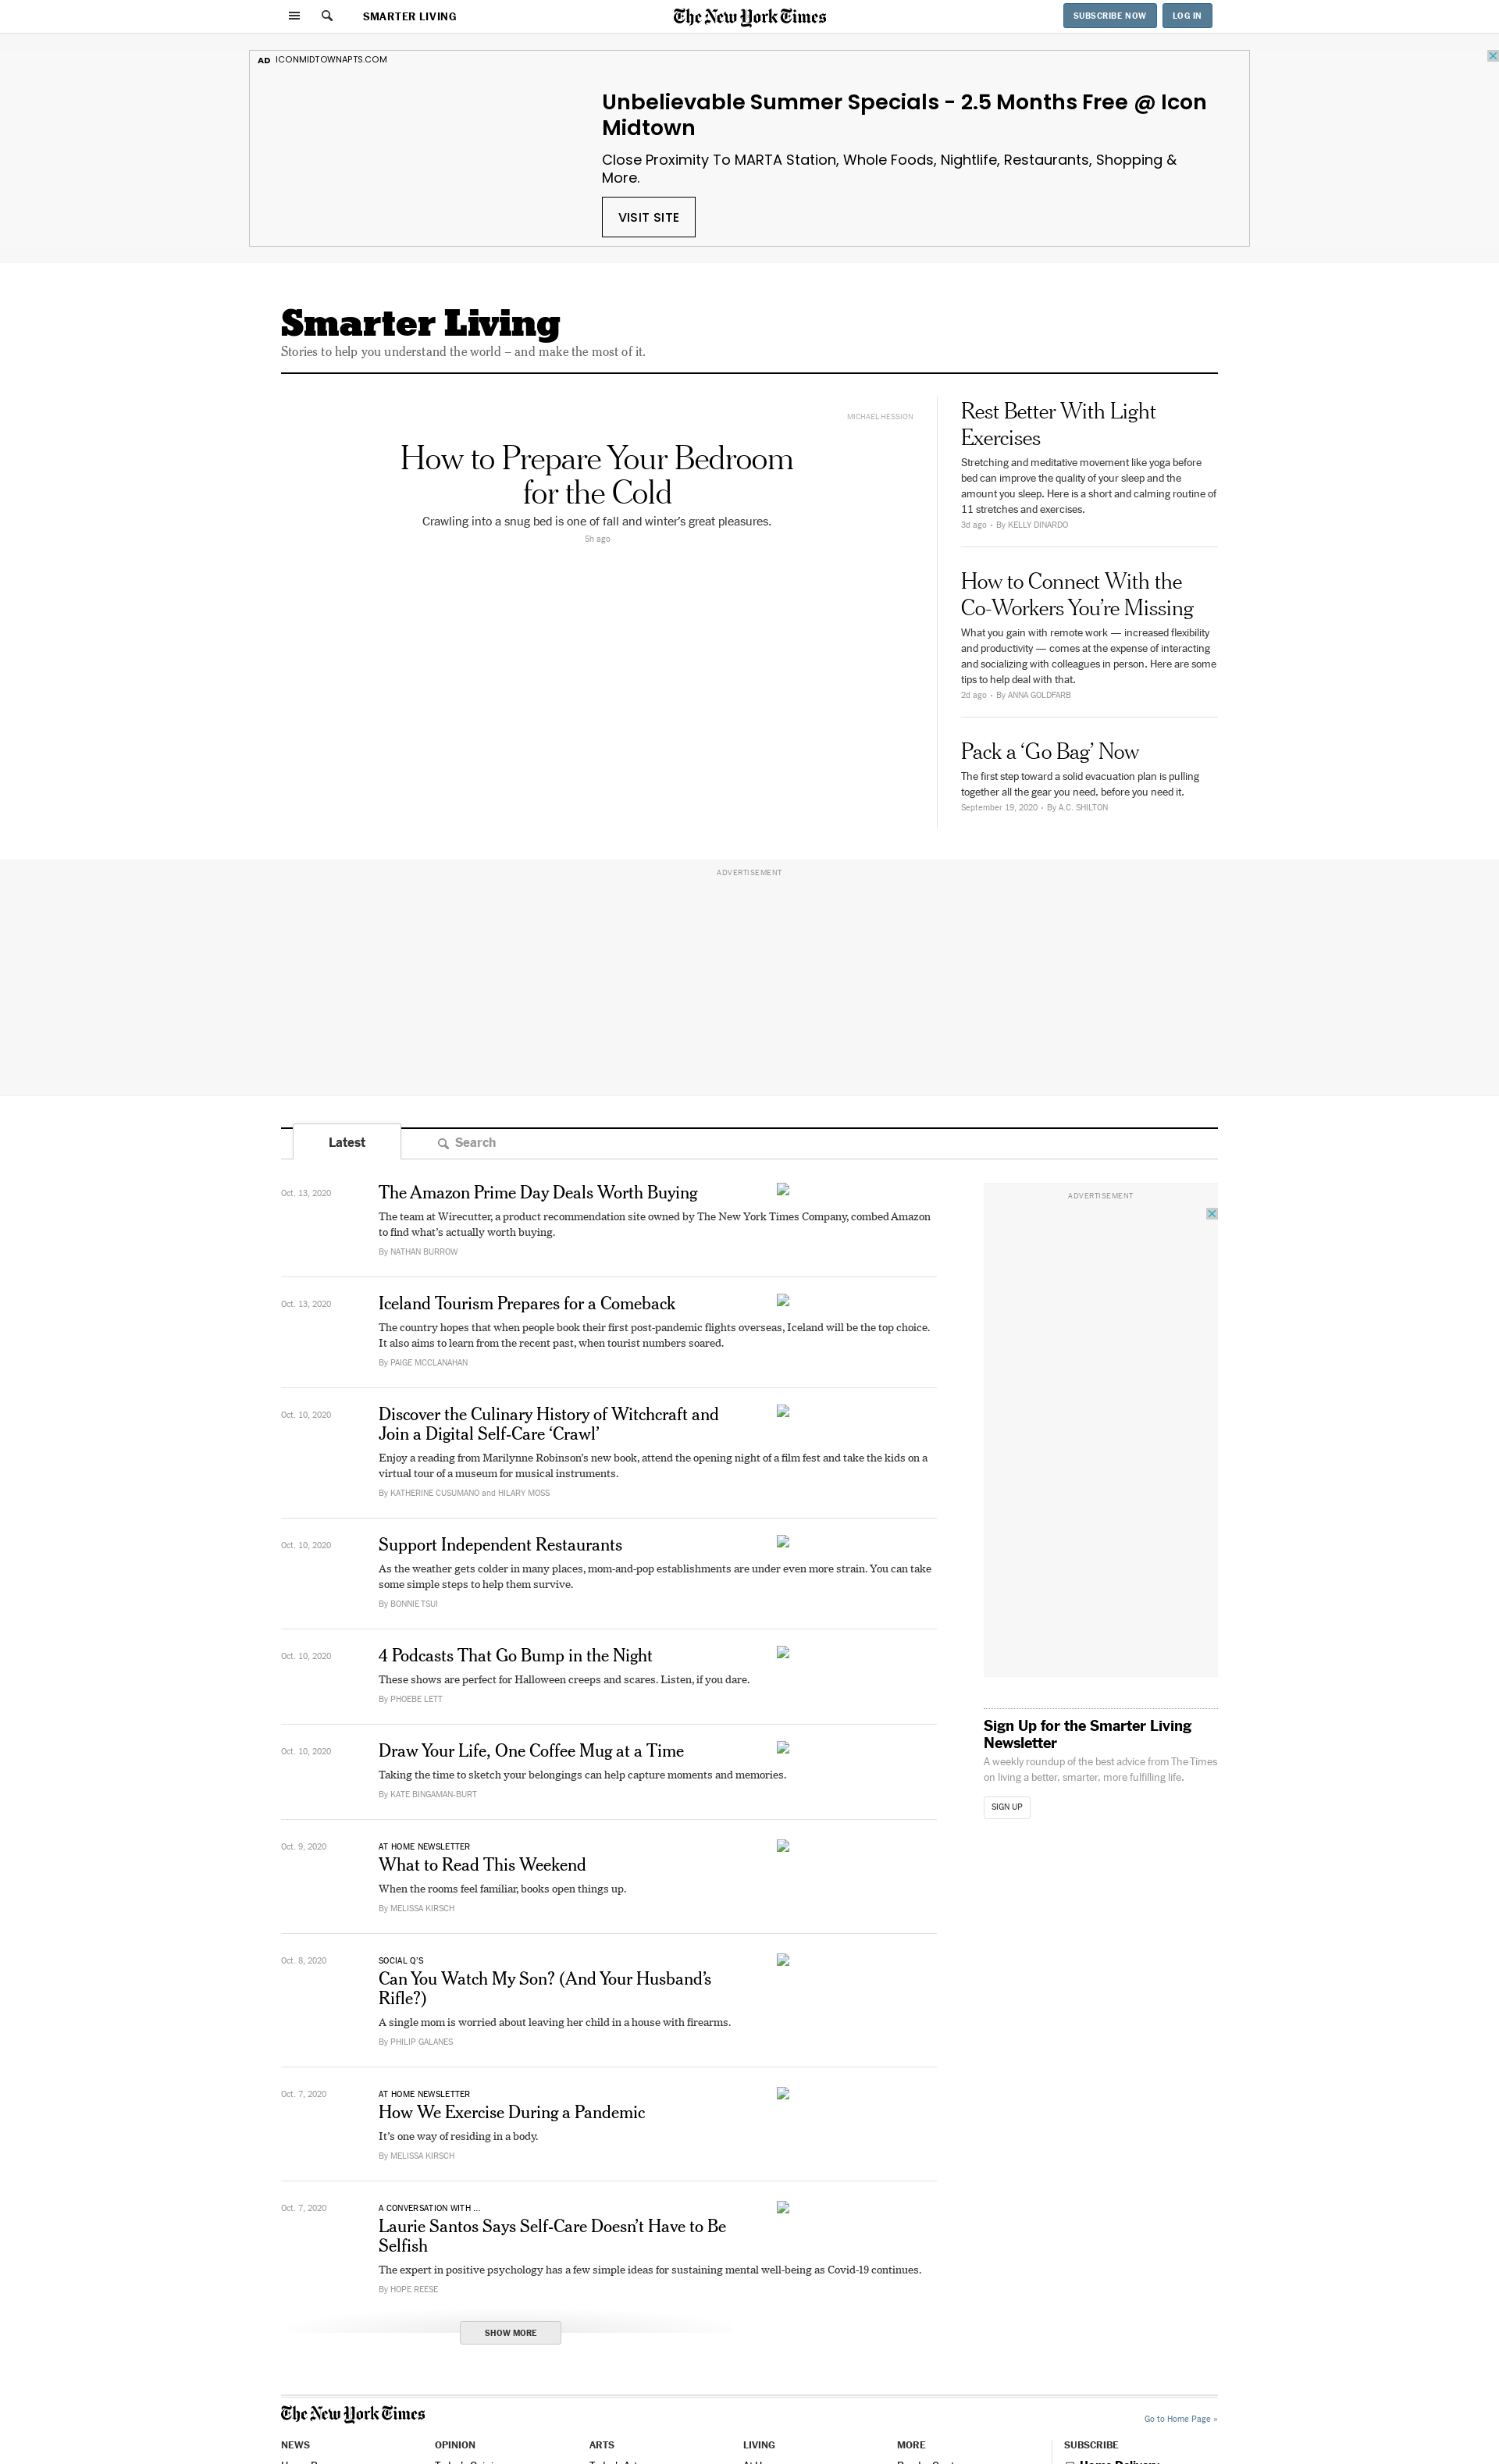 SMARTER LIVING
The New York Times
SUBSCRIBE NOW
LOG IN
AD ICONMIDTOWNAPTS.COM
Unbelievable Summer Specials - 2.5 Months Free @ Icon
Midtown
Close Proximity To MARTA Station, Whole Foods, Nightlife, Restaurants, Shopping &
More.
VISIT SITE
Smarter Living
Stories to help you understand the world – and make the most of it.
MICHAEL HESSION
How to Prepare Your Bedroom
for the Cold
Crawling into a snug bed is one of fall and winter’s great pleasures.
5h ago
Rest Better With Light
Exercises
Stretching and meditative movement like yoga before
bed can improve the quality of your sleep and the
amount you sleep. Here is a short and calming routine of
11 stretches and exercises.
3d ago • By KELLY DINARDO
How to Connect With the
Co-Workers You’re Missing
What you gain with remote work — increased flexibility
and productivity — comes at the expense of interacting
and socializing with colleagues in person. Here are some
tips to help deal with that.
2d ago • By ANNA GOLDFARB
Pack a ‘Go Bag’ Now
The first step toward a solid evacuation plan is pulling
together all the gear you need, before you need it.
September 19, 2020 • By A.C. SHILTON
ADVERTISEMENT
Latest
Search
Oct. 13, 2020
The Amazon Prime Day Deals Worth Buying
The team at Wirecutter, a product recommendation site owned by The New York Times Company, combed Amazon
to find what’s actually worth buying.
By NATHAN BURROW
Oct. 13, 2020
Iceland Tourism Prepares for a Comeback
The country hopes that when people book their first post-pandemic flights overseas, Iceland will be the top choice.
It also aims to learn from the recent past, when tourist numbers soared.
By PAIGE MCCLANAHAN
Oct. 10, 2020
Discover the Culinary History of Witchcraft and
Join a Digital Self-Care ‘Crawl’
Enjoy a reading from Marilynne Robinson’s new book, attend the opening night of a film fest and take the kids on a
virtual tour of a museum for musical instruments.
By KATHERINE CUSUMANO and HILARY MOSS
Oct. 10, 2020
Support Independent Restaurants
As the weather gets colder in many places, mom-and-pop establishments are under even more strain. You can take
some simple steps to help them survive.
By BONNIE TSUI
Oct. 10, 2020
4 Podcasts That Go Bump in the Night
These shows are perfect for Halloween creeps and scares. Listen, if you dare.
By PHOEBE LETT
Oct. 10, 2020
Draw Your Life, One Coffee Mug at a Time
Taking the time to sketch your belongings can help capture moments and memories.
By KATE BINGAMAN-BURT
Oct. 9, 2020
AT HOME NEWSLETTER
What to Read This Weekend
When the rooms feel familiar, books open things up.
By MELISSA KIRSCH
Oct. 8, 2020
SOCIAL Q’S
Can You Watch My Son? (And Your Husband’s
Rifle?)
A single mom is worried about leaving her child in a house with firearms.
By PHILIP GALANES
Oct. 7, 2020
AT HOME NEWSLETTER
How We Exercise During a Pandemic
It’s one way of residing in a body.
By MELISSA KIRSCH
Oct. 7, 2020
A CONVERSATION WITH ...
Laurie Santos Says Self-Care Doesn’t Have to Be
Selfish
The expert in positive psychology has a few simple ideas for sustaining mental well-being as Covid-19 continues.
By HOPE REESE
SHOW MORE
ADVERTISEMENT
Sign Up for the Smarter Living
Newsletter
A weekly roundup of the best advice from The Times
on living a better, smarter, more fulfilling life.
SIGN UP
The New York Times
Go to Home Page »
NEWS
OPINION
ARTS
LIVING
MORE
SUBSCRIBE